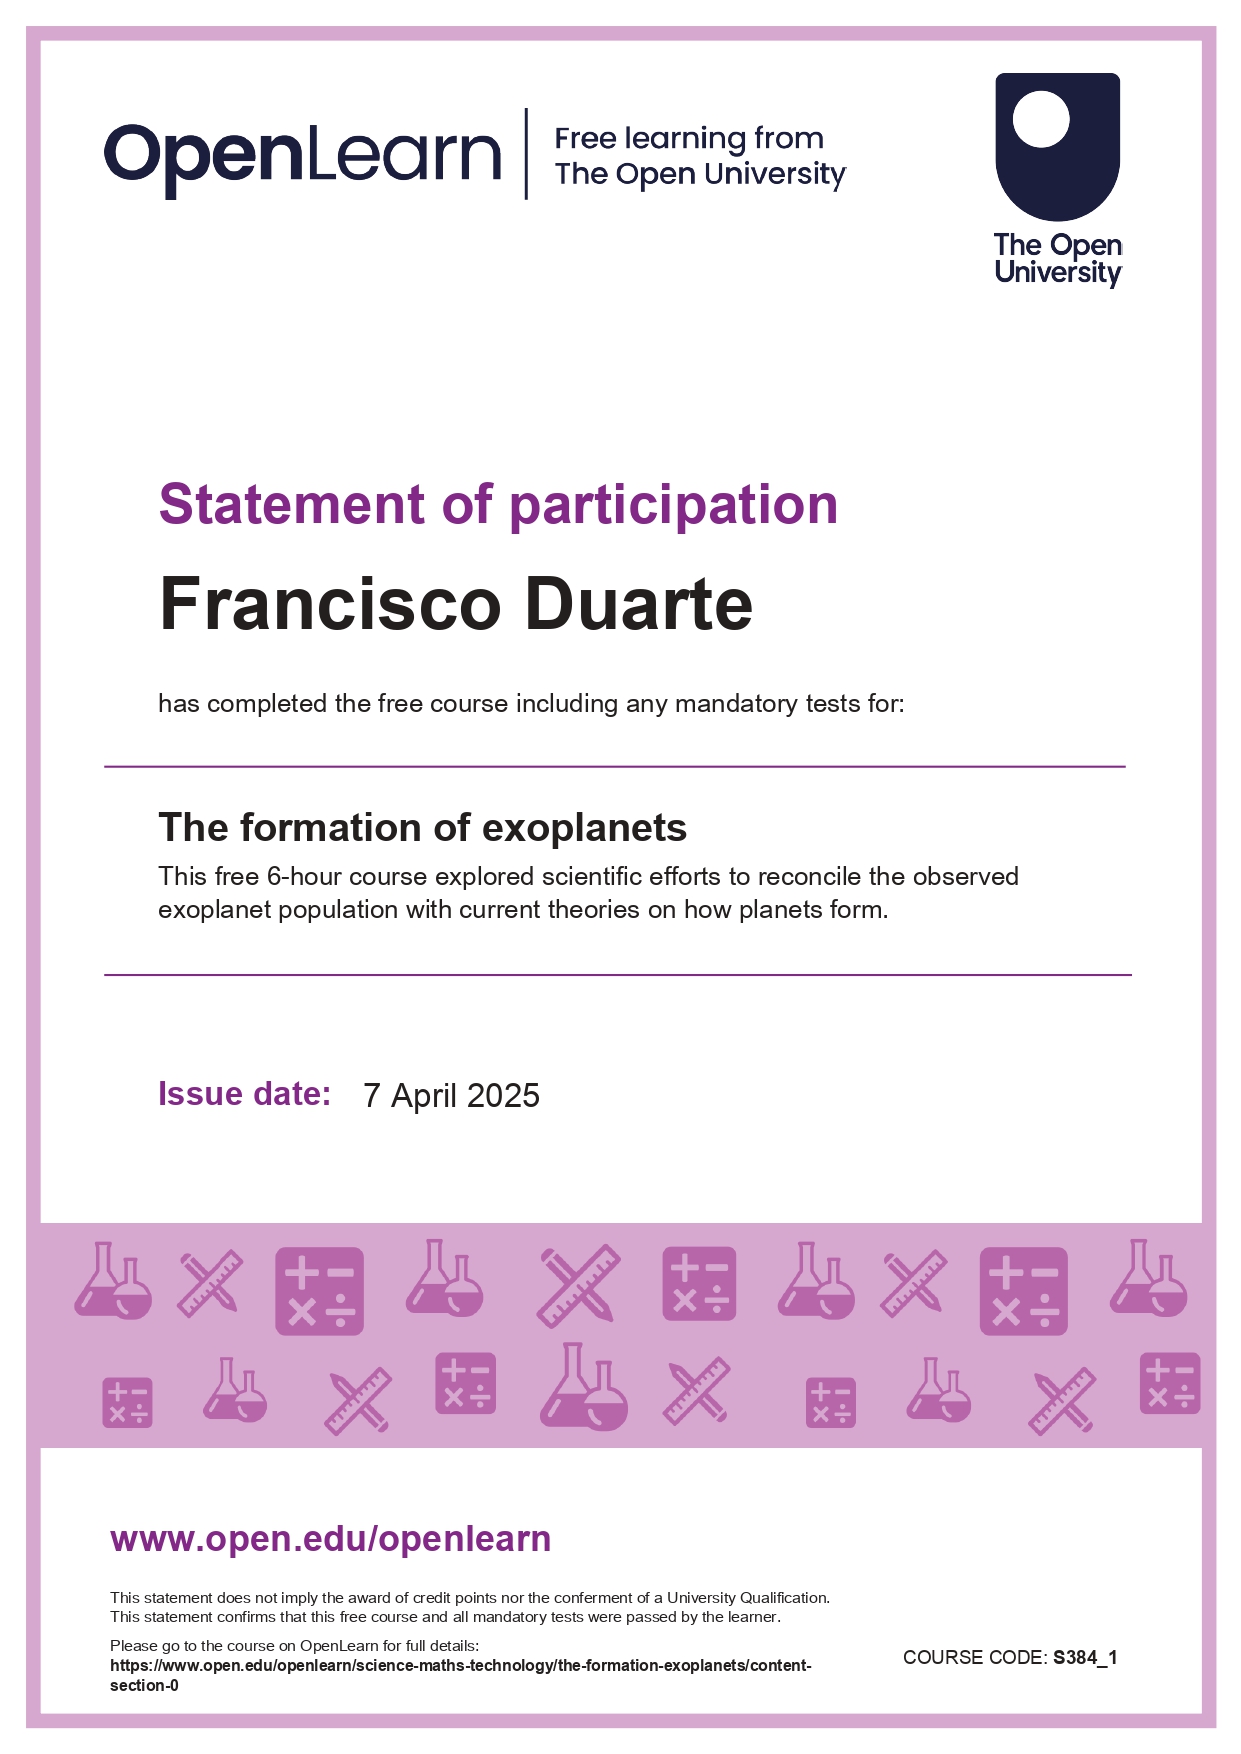 OpenLearn
Free learning from
The Open University
The Open
University
Statement of participation
Francisco Duarte
has completed the free course including any mandatory tests for:
The formation of exoplanets
This free 6-hour course explored scientific efforts to reconcile the observed
exoplanet population with current theories on how planets form.
Issue date: 7 April 2025
www.open.edu/openlearn
This statement does not imply the award of credit points nor the conferment of a University Qualification.
This statement confirms that this free course and all mandatory tests were passed by the learner.
Please go to the course on OpenLearn for full details:
https://www.open.edu/openlearn/science-maths-technology/the-formation-exoplanets/content-
section-0
COURSE CODE: S384_1